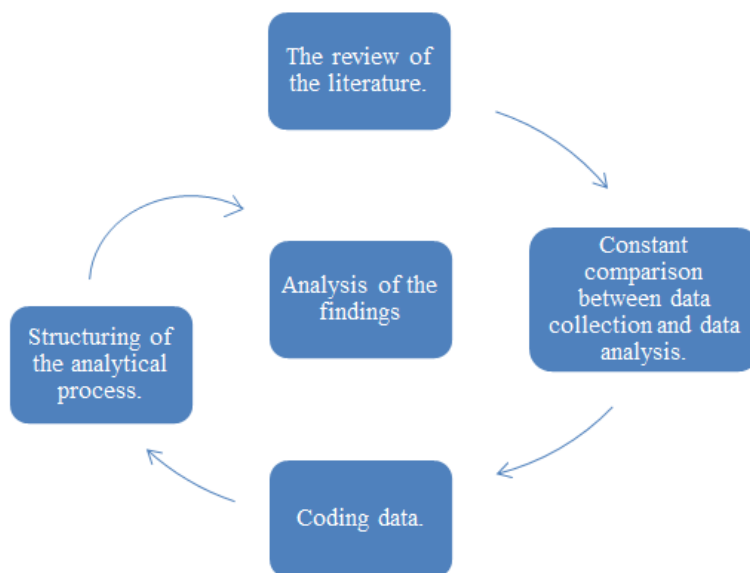 The review of
the literature.
Constant
comparison
between data
collection and data
analysis.
Analysis of the
findings
Structuring of
the analytical
process.
Coding data.